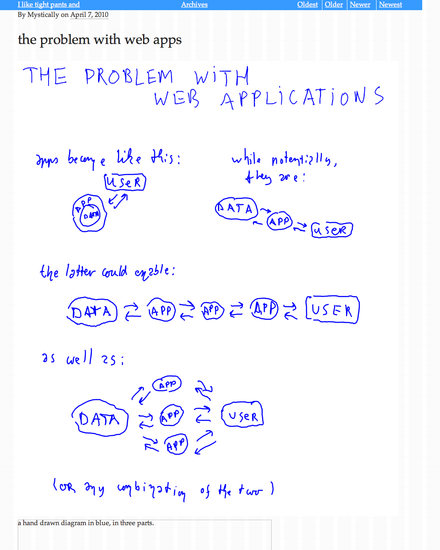 I like tight pants and Archives Oldest Older Newer Newest
By Mystically on April 7, 2010
the problem with web apps
THE PROBLEM WITH
WEB APPLICATIONS
apps become like this:
while potentially,
they are:
USER
APP
DATA
DATA APP USER
the latter could enable:
DATA APP APP APP USER
as well as:
APP
DATA APP USER
APP
(or any combination of the two)
a hand drawn diagram in blue, in three parts.